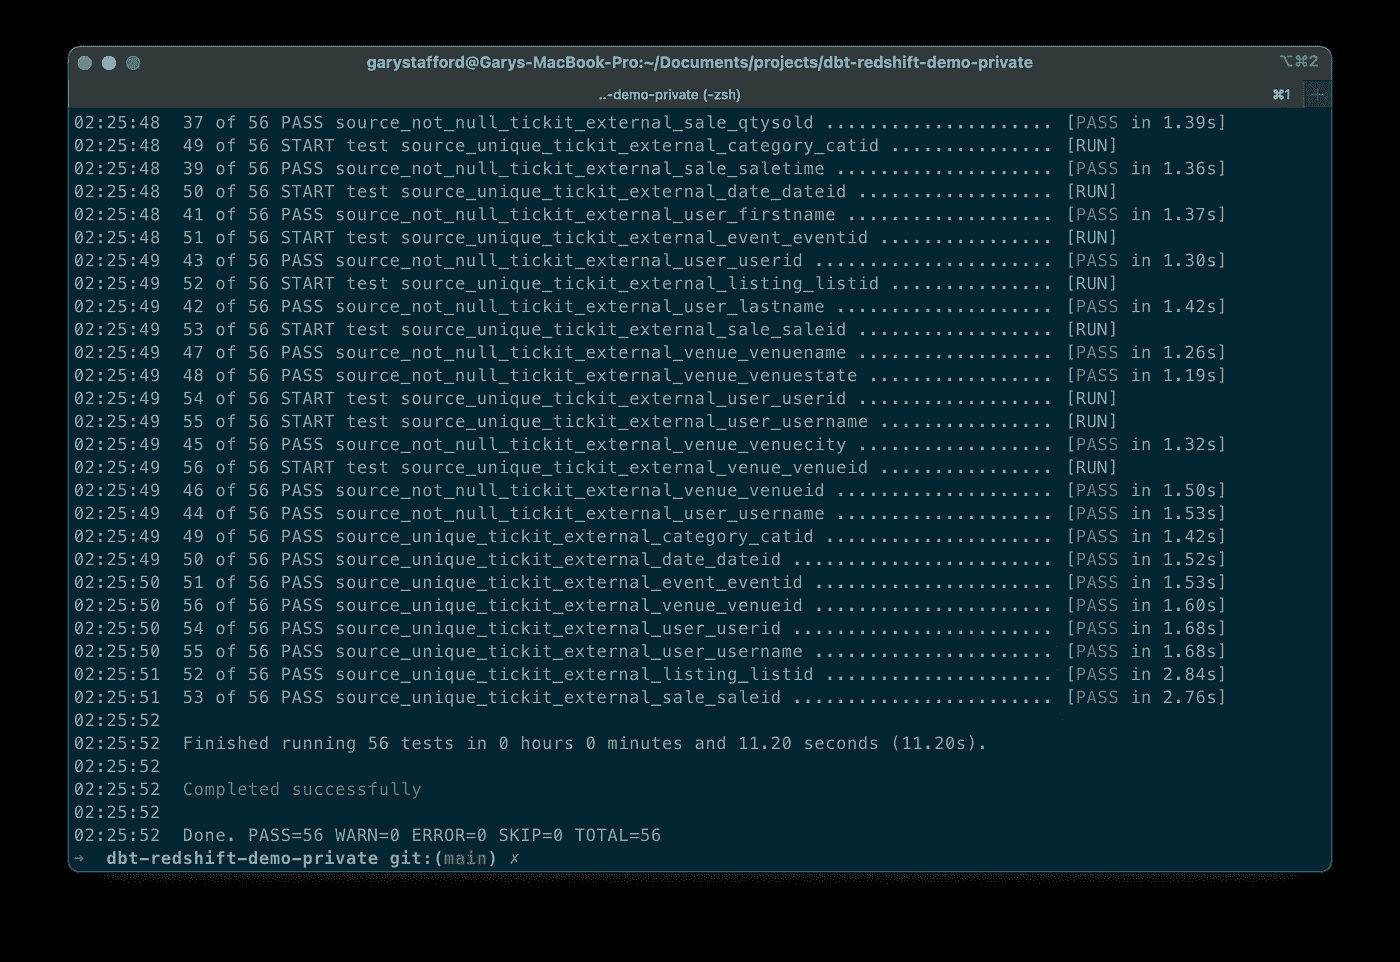 garystafford@Garys-MacBook-Pro:~/Documents/projects/dbt-redshift-demo-private ⌥⌘2
..-demo-private (-zsh) ⌘1 +
02:25:48  37 of 56 PASS source_not_null_tickit_external_sale_qtysold ..................... [PASS in 1.39s]
02:25:48  49 of 56 START test source_unique_tickit_external_category_catid ............... [RUN]
02:25:48  39 of 56 PASS source_not_null_tickit_external_sale_saletime .................... [PASS in 1.36s]
02:25:48  50 of 56 START test source_unique_tickit_external_date_dateid .................. [RUN]
02:25:48  41 of 56 PASS source_not_null_tickit_external_user_firstname ................... [PASS in 1.37s]
02:25:48  51 of 56 START test source_unique_tickit_external_event_eventid ................ [RUN]
02:25:49  43 of 56 PASS source_not_null_tickit_external_user_userid ...................... [PASS in 1.30s]
02:25:49  52 of 56 START test source_unique_tickit_external_listing_listid ............... [RUN]
02:25:49  42 of 56 PASS source_not_null_tickit_external_user_lastname .................... [PASS in 1.42s]
02:25:49  53 of 56 START test source_unique_tickit_external_sale_saleid .................. [RUN]
02:25:49  47 of 56 PASS source_not_null_tickit_external_venue_venuename .................. [PASS in 1.26s]
02:25:49  48 of 56 PASS source_not_null_tickit_external_venue_venuestate ................. [PASS in 1.19s]
02:25:49  54 of 56 START test source_unique_tickit_external_user_userid .................. [RUN]
02:25:49  55 of 56 START test source_unique_tickit_external_user_username ................ [RUN]
02:25:49  45 of 56 PASS source_not_null_tickit_external_venue_venuecity .................. [PASS in 1.32s]
02:25:49  56 of 56 START test source_unique_tickit_external_venue_venueid ................ [RUN]
02:25:49  46 of 56 PASS source_not_null_tickit_external_venue_venueid .................... [PASS in 1.50s]
02:25:49  44 of 56 PASS source_not_null_tickit_external_user_username .................... [PASS in 1.53s]
02:25:49  49 of 56 PASS source_unique_tickit_external_category_catid ..................... [PASS in 1.42s]
02:25:49  50 of 56 PASS source_unique_tickit_external_date_dateid ........................ [PASS in 1.52s]
02:25:50  51 of 56 PASS source_unique_tickit_external_event_eventid ...................... [PASS in 1.53s]
02:25:50  56 of 56 PASS source_unique_tickit_external_venue_venueid ...................... [PASS in 1.60s]
02:25:50  54 of 56 PASS source_unique_tickit_external_user_userid ........................ [PASS in 1.68s]
02:25:50  55 of 56 PASS source_unique_tickit_external_user_username ...................... [PASS in 1.68s]
02:25:51  52 of 56 PASS source_unique_tickit_external_listing_listid ..................... [PASS in 2.84s]
02:25:51  53 of 56 PASS source_unique_tickit_external_sale_saleid ........................ [PASS in 2.76s]
02:25:52
02:25:52  Finished running 56 tests in 0 hours 0 minutes and 11.20 seconds (11.20s).
02:25:52
02:25:52  Completed successfully
02:25:52
02:25:52  Done. PASS=56 WARN=0 ERROR=0 SKIP=0 TOTAL=56
→  dbt-redshift-demo-private git:(main) ✗